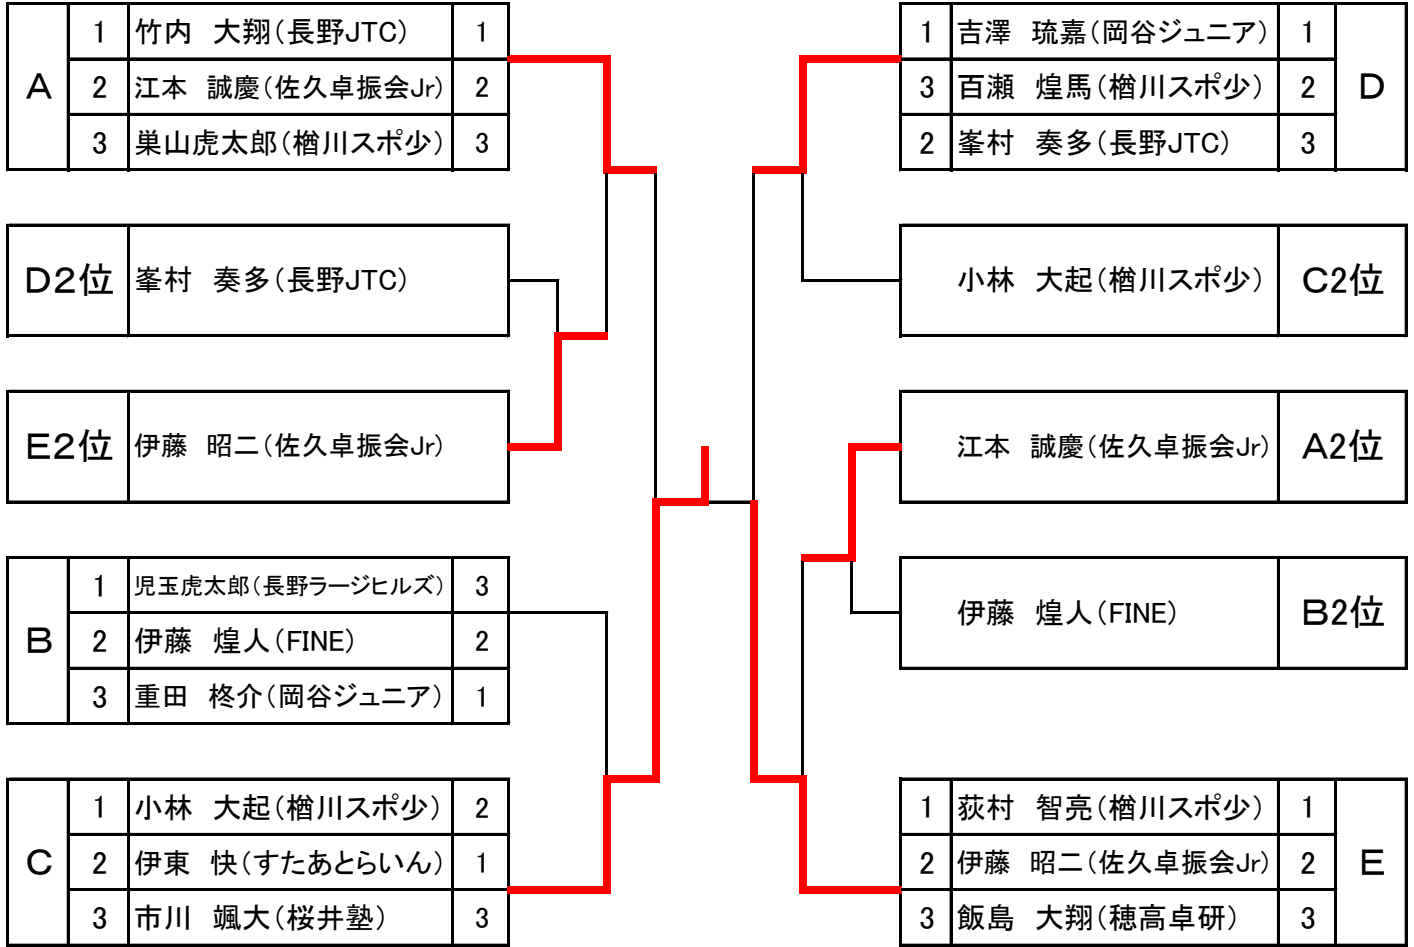 A
1 竹内 大翔(長野JTC) 1
2 江本 誠慶(佐久卓振会Jr) 2
3 巣山虎太郎(楢川スポ少) 3
D2位 峯村 奏多(長野JTC)
E2位 伊藤 昭二(佐久卓振会Jr)
B
1 児玉虎太郎(長野ラージヒルズ) 3
2 伊藤 煌人(FINE) 2
3 重田 柊介(岡谷ジュニア) 1
C
1 小林 大起(楢川スポ少) 2
2 伊東 快(すたあとらいん) 1
3 市川 颯大(桜井塾) 3
D
1 吉澤 琉嘉(岡谷ジュニア) 1
3 百瀬 煌馬(楢川スポ少) 2
2 峯村 奏多(長野JTC) 3
小林 大起(楢川スポ少) C2位
江本 誠慶(佐久卓振会Jr) A2位
伊藤 煌人(FINE) B2位
E
1 荻村 智亮(楢川スポ少) 1
2 伊藤 昭二(佐久卓振会Jr) 2
3 飯島 大翔(穂高卓研) 3